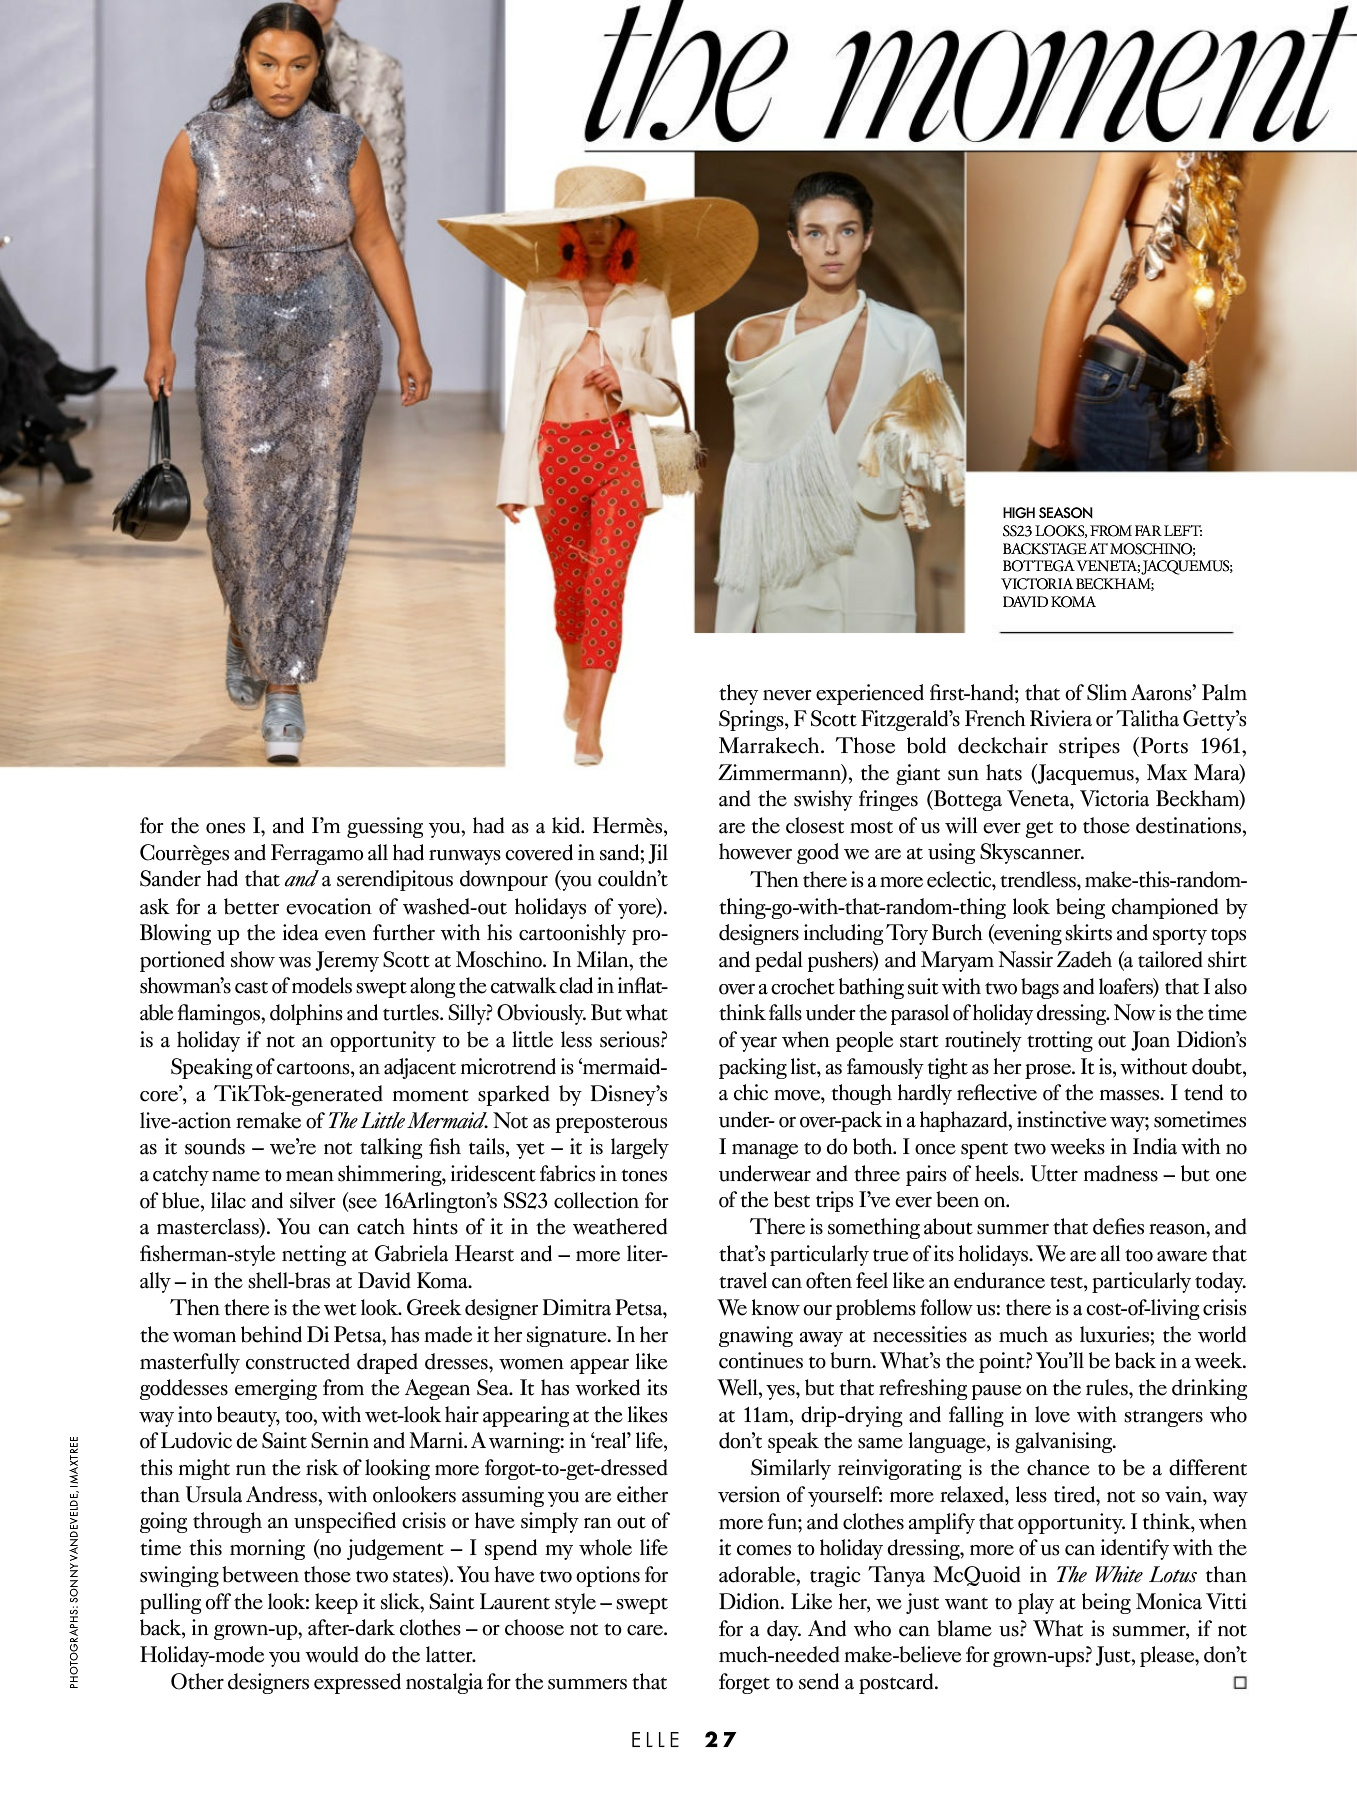 the moment
HIGH SEASON
SS23 LOOKS, FROM FAR LEFT:
BACKSTAGE AT MOSCHINO;
BOTTEGA VENETA; JACQUEMUS;
VICTORIA BECKHAM;
DAVID KOMA
for the ones I, and I'm guessing you, had as a kid. Hermès,
Courrèges and Ferragamo all had runways covered in sand; Jil
Sander had that and a serendipitous downpour (you couldn't
ask for a better evocation of washed-out holidays of yore).
Blowing up the idea even further with his cartoonishly pro-
portioned show was Jeremy Scott at Moschino. In Milan, the
showman's cast of models swept along the catwalk clad in inflat-
able flamingos, dolphins and turtles. Silly? Obviously. But what
is a holiday if not an opportunity to be a little less serious?
Speaking of cartoons, an adjacent microtrend is 'mermaid-
core', a TikTok-generated moment sparked by Disney's
live-action remake of The Little Mermaid. Not as preposterous
as it sounds – we're not talking fish tails, yet – it is largely
a catchy name to mean shimmering, iridescent fabrics in tones
of blue, lilac and silver (see 16Arlington's SS23 collection for
a masterclass). You can catch hints of it in the weathered
fisherman-style netting at Gabriela Hearst and – more liter-
ally – in the shell-bras at David Koma.
Then there is the wet look. Greek designer Dimitra Petsa,
the woman behind Di Petsa, has made it her signature. In her
masterfully constructed draped dresses, women appear like
goddesses emerging from the Aegean Sea. It has worked its
way into beauty, too, with wet-look hair appearing at the likes
of Ludovic de Saint Sernin and Marni. A warning: in 'real' life,
this might run the risk of looking more forgot-to-get-dressed
than Ursula Andress, with onlookers assuming you are either
going through an unspecified crisis or have simply ran out of
time this morning (no judgement – I spend my whole life
swinging between those two states). You have two options for
pulling off the look: keep it slick, Saint Laurent style – swept
back, in grown-up, after-dark clothes – or choose not to care.
Holiday-mode you would do the latter.
Other designers expressed nostalgia for the summers that
they never experienced first-hand; that of Slim Aarons' Palm
Springs, F Scott Fitzgerald's French Riviera or Talitha Getty's
Marrakech. Those bold deckchair stripes (Ports 1961,
Zimmermann), the giant sun hats (Jacquemus, Max Mara)
and the swishy fringes (Bottega Veneta, Victoria Beckham)
are the closest most of us will ever get to those destinations,
however good we are at using Skyscanner.
Then there is a more eclectic, trendless, make-this-random-
thing-go-with-that-random-thing look being championed by
designers including Tory Burch (evening skirts and sporty tops
and pedal pushers) and Maryam Nassir Zadeh (a tailored shirt
over a crochet bathing suit with two bags and loafers) that I also
think falls under the parasol of holiday dressing. Now is the time
of year when people start routinely trotting out Joan Didion's
packing list, as famously tight as her prose. It is, without doubt,
a chic move, though hardly reflective of the masses. I tend to
under- or over-pack in a haphazard, instinctive way; sometimes
I manage to do both. I once spent two weeks in India with no
underwear and three pairs of heels. Utter madness – but one
of the best trips I've ever been on.
There is something about summer that defies reason, and
that's particularly true of its holidays. We are all too aware that
travel can often feel like an endurance test, particularly today.
We know our problems follow us: there is a cost-of-living crisis
gnawing away at necessities as much as luxuries; the world
continues to burn. What's the point? You'll be back in a week.
Well, yes, but that refreshing pause on the rules, the drinking
at 11am, drip-drying and falling in love with strangers who
don't speak the same language, is galvanising.
Similarly reinvigorating is the chance to be a different
version of yourself: more relaxed, less tired, not so vain, way
more fun; and clothes amplify that opportunity. I think, when
it comes to holiday dressing, more of us can identify with the
adorable, tragic Tanya McQuoid in The White Lotus than
Didion. Like her, we just want to play at being Monica Vitti
for a day. And who can blame us? What is summer, if not
much-needed make-believe for grown-ups? Just, please, don't
forget to send a postcard.
PHOTOGRAPHS: SONNY VANDEVELDE, IMAXTREE
ELLE 27